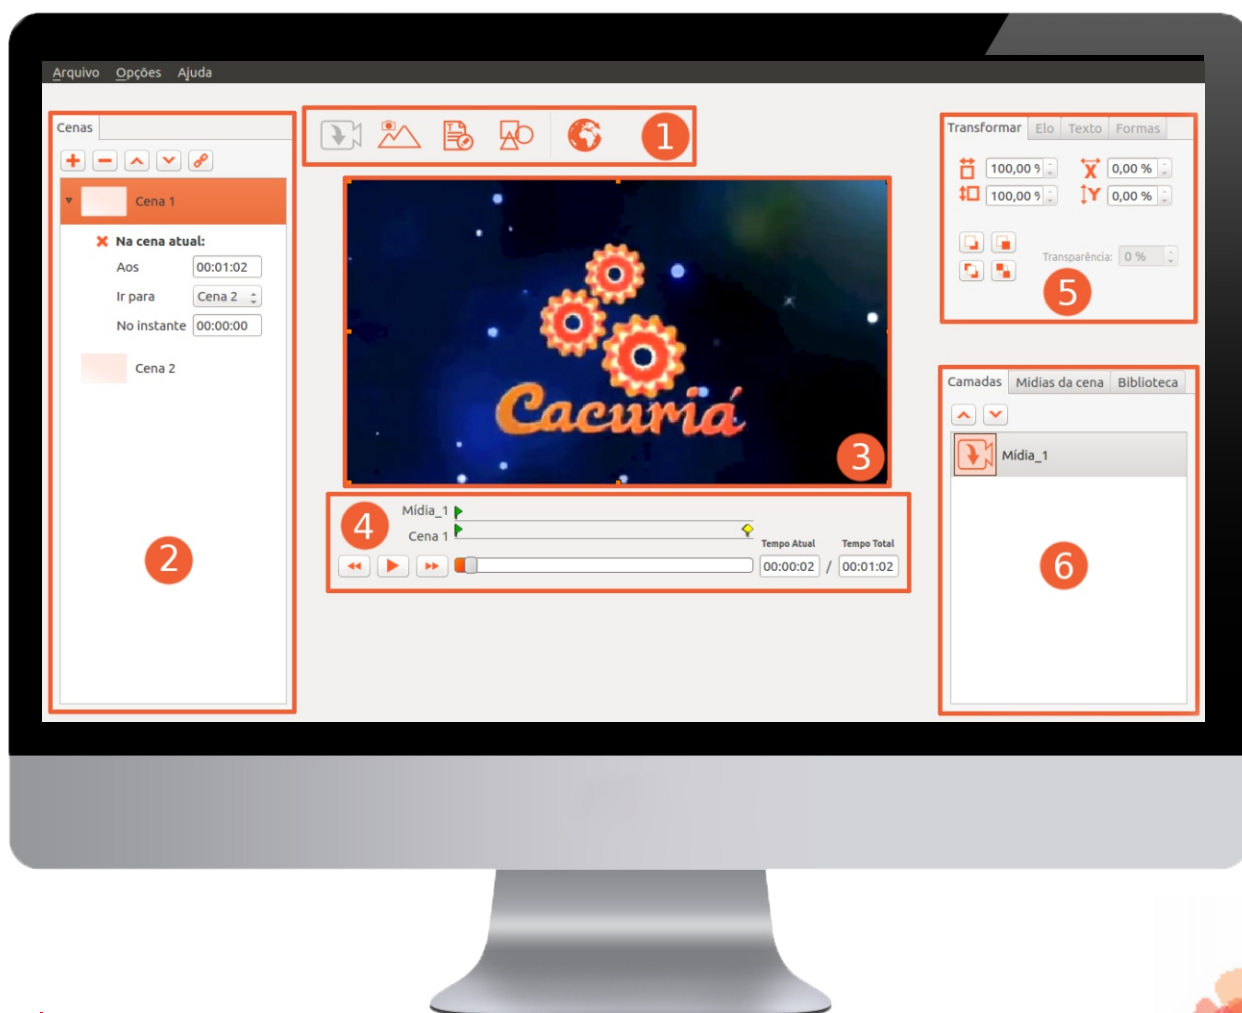 Arquivo Opções Ajuda
Cenas
Cena 1
Na cena atual:
Aos 00:01:02
Ir para Cena 2
No instante 00:00:00
Cena 2
2
1
Cacuriá
3
4
Mídia_1
Cena 1
Tempo Atual Tempo Total
00:00:02 / 00:01:02
Transformar Elo Texto Formas
100,00 % X 0,00 %
100,00 % Y 0,00 %
Transparência: 0 %
5
Camadas Midias da cena Biblioteca
Mídia_1
6